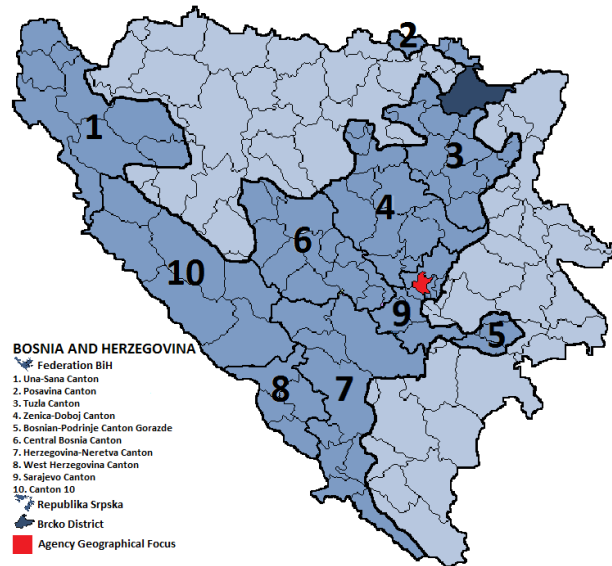 2
1
3
4
6
10
9
5
8
7
BOSNIA AND HERZEGOVINA
Federation BiH
1. Una-Sana Canton
2. Posavina Canton
3. Tuzla Canton
4. Zenica-Doboj Canton
5. Bosnian-Podrinje Canton Gorazde
6. Central Bosnia Canton
7. Herzegovina-Neretva Canton
8. West Herzegovina Canton
9. Sarajevo Canton
10. Canton 10
Republika Srpska
Brcko District
Agency Geographical Focus